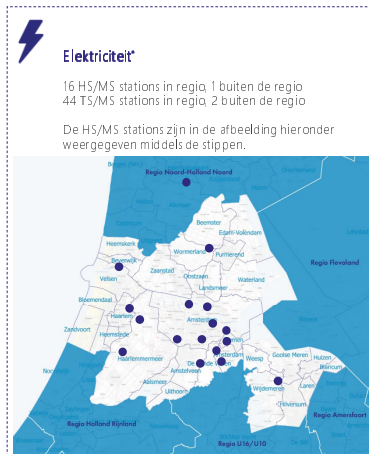 Elektriciteit*
16 HS/MS stations in regio, 1 buiten de regio
44 TS/MS stations in regio, 2 buiten de regio
De HS/MS stations zijn in de afbeelding hieronder
weergegeven middels de stippen.
Regio Noord-Holland Noord
Beemster
Edam-Volendam
Heemskerk
Wormerland
Purmerend
Beverwijk
Regio Flevoland
Zaanstad
Oostzaan
Velsen
Waterland
Landsmeer
Bloemendaal
Haarlem
Amsterdam
Zandvoort
Heemstede
Diemen
Amsterdam
Weesp
Gooise Meren
Huizen
Haarlemmermeer
De Ronde Venen
Blaricum
Amstelveen
Aalsmeer
Laren
Wijdemeren
Uithoorn
Hilversum
Regio Amersfoort
Regio Holland Rijnland
Regio U16/U10